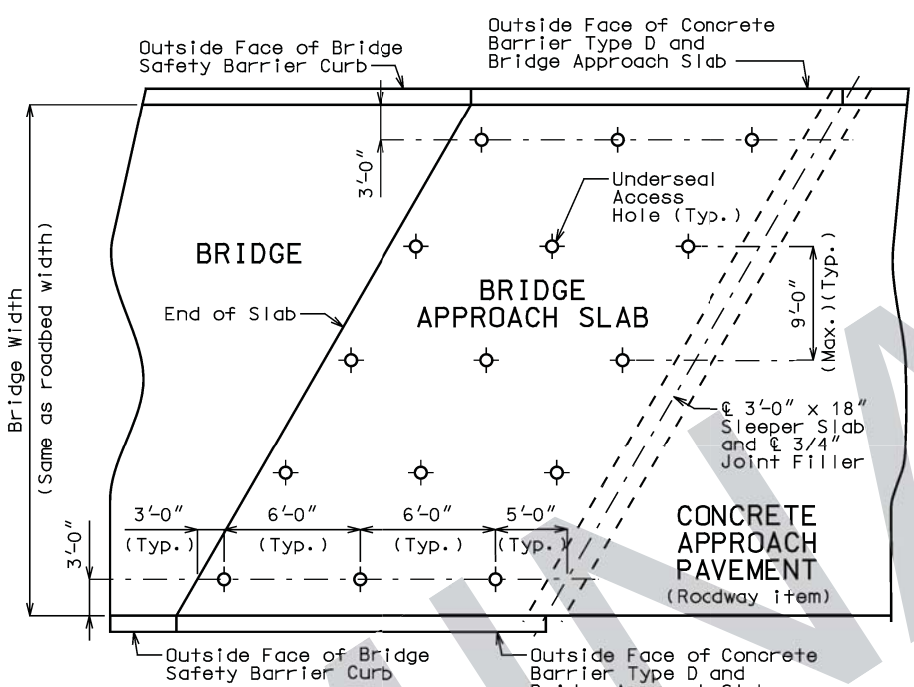 Outside Face of Concrete
Barrier Type D and
Bridge Approach Slab
Outside Face of Bridge
Safety Barrier Curb
3'-0"
Underseal
Access
Hole (Typ.)
BRIDGE
BRIDGE
APPROACH SLAB
End of Slab
9'-0"
(Max.)(Typ.)
Bridge Width
(Same as roadbed width)
℄ 3'-0" x 18"
Sleeper Slab
and ℄ 3/4"
Joint Filler
3'-0" 6'-0" 6'-0" 5'-0"
(Typ.) (Typ.) (Typ.) (Typ.)
3'-0"
CONCRETE
APPROACH
PAVEMENT
(Rocdway item)
Outside Face of Bridge
Safety Barrier Curb
Outside Face of Concrete
Barrier Type D and